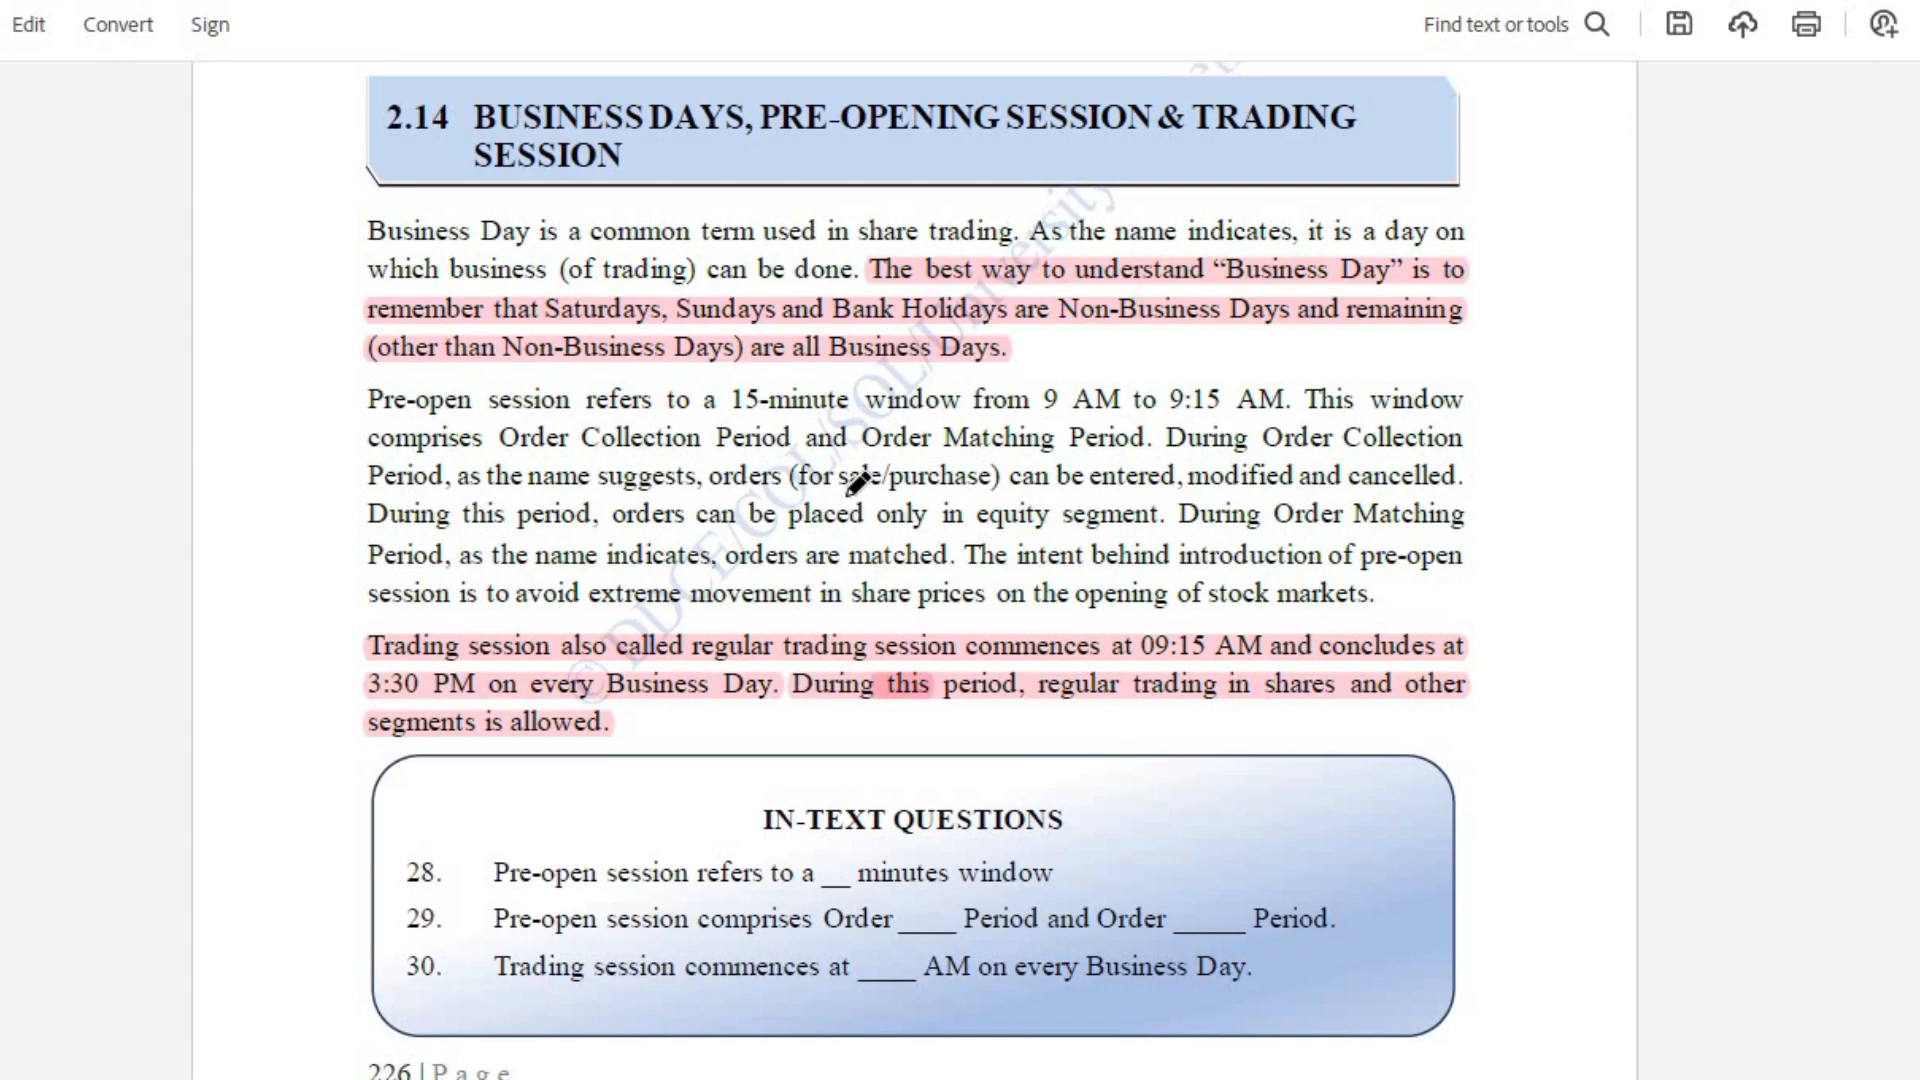 Edit Convert Sign Find text or tools
2.14 BUSINESS DAYS, PRE-OPENING SESSION & TRADING
SESSION
Business Day is a common term used in share trading. As the name indicates, it is a day on
which business (of trading) can be done. The best way to understand “Business Day” is to
remember that Saturdays, Sundays and Bank Holidays are Non-Business Days and remaining
(other than Non-Business Days) are all Business Days.
Pre-open session refers to a 15-minute window from 9 AM to 9:15 AM. This window
comprises Order Collection Period and Order Matching Period. During Order Collection
Period, as the name suggests, orders (for sale/purchase) can be entered, modified and cancelled.
During this period, orders can be placed only in equity segment. During Order Matching
Period, as the name indicates, orders are matched. The intent behind introduction of pre-open
session is to avoid extreme movement in share prices on the opening of stock markets.
Trading session also called regular trading session commences at 09:15 AM and concludes at
3:30 PM on every Business Day. During this period, regular trading in shares and other
segments is allowed.
IN-TEXT QUESTIONS
28. Pre-open session refers to a __ minutes window
29. Pre-open session comprises Order ____ Period and Order _____ Period.
30. Trading session commences at ____ AM on every Business Day.
226 | P a g e
© DDCE/COL/SOL/University